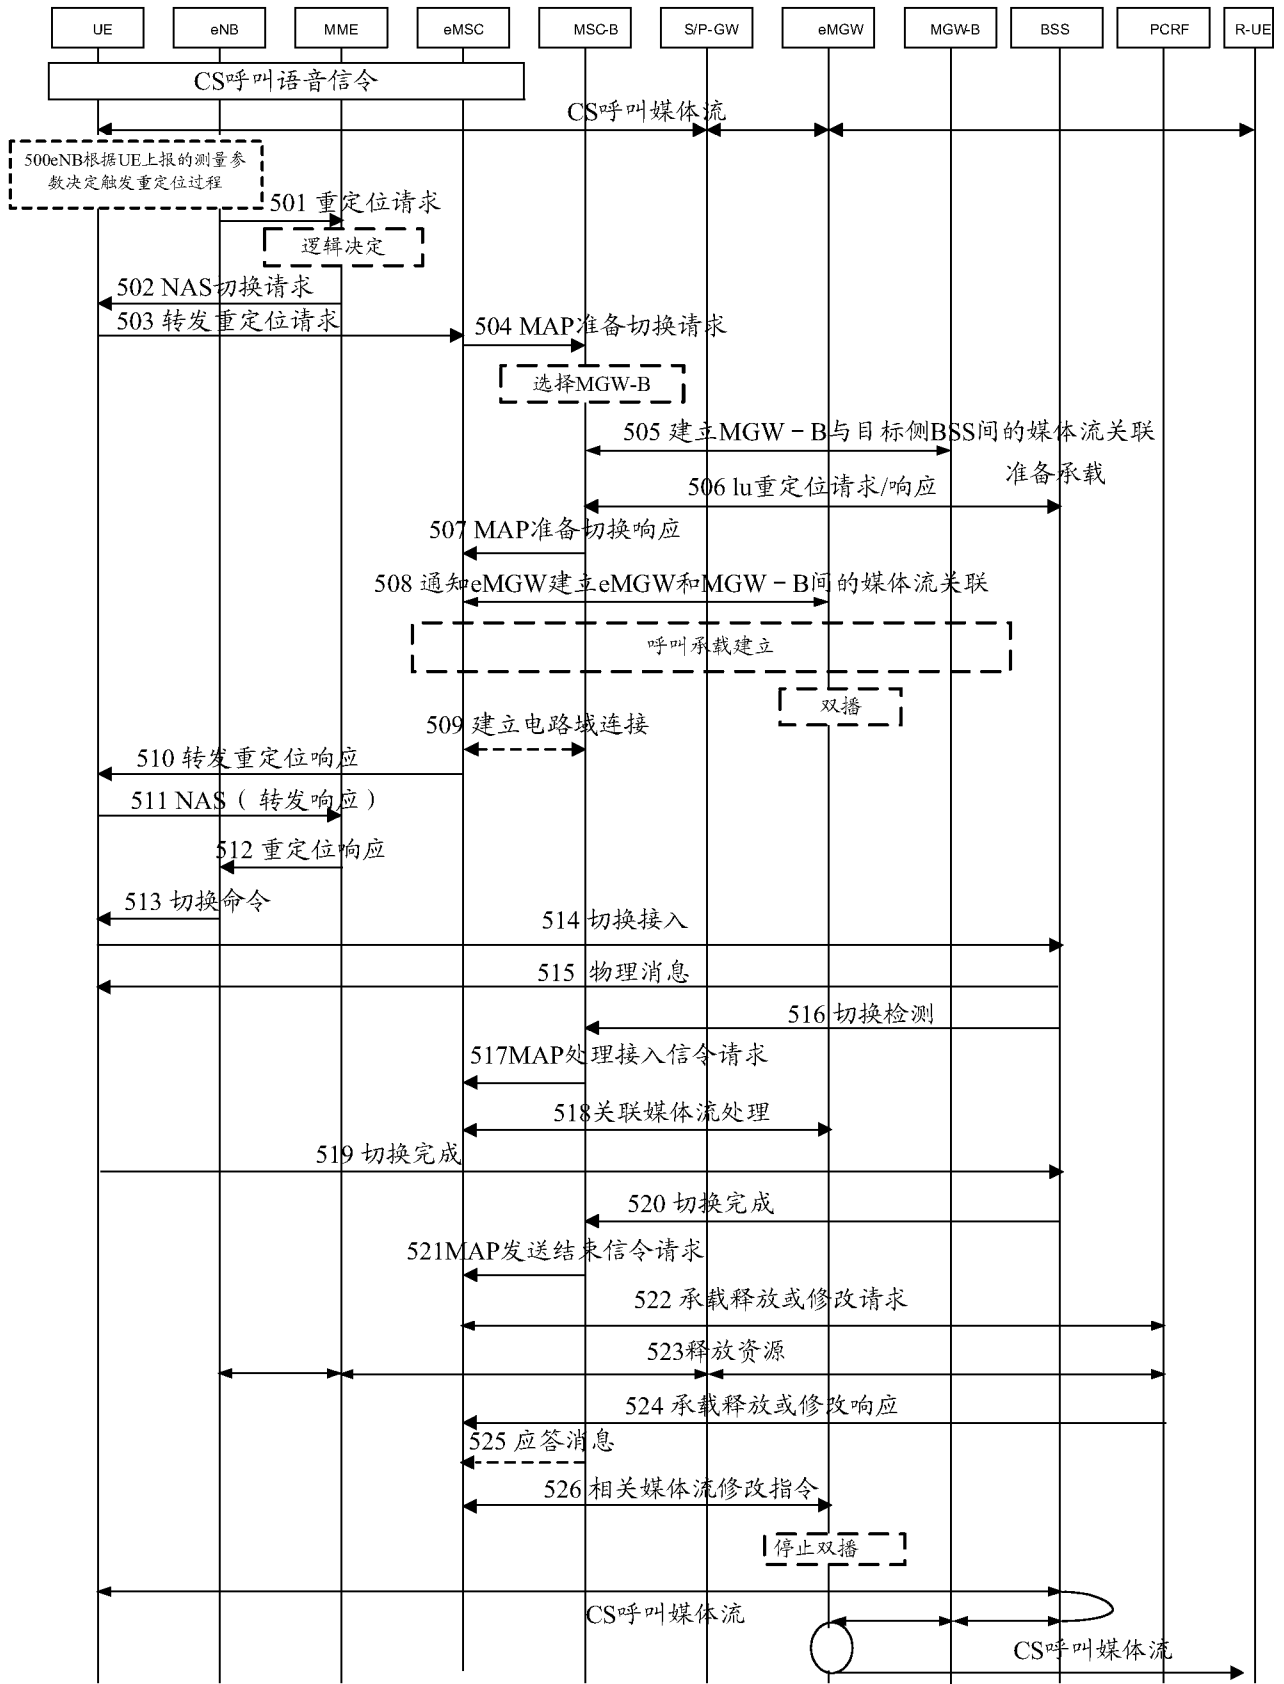 UE eNB MME eMSC MSC-B S/P-GW eMGW MGW-B BSS PCRF R-UE
CS呼叫语音信令
CS呼叫媒体流
500eNB根据UE上报的测量参
数决定触发重定位过程
501 重定位请求
逻辑决定
502 NAS切换请求
503 转发重定位请求
504 MAP准备切换请求
选择MGW-B
505 建立MGW－B与目标侧BSS间的媒体流关联
准备承载
506 lu重定位请求/响应
507 MAP准备切换响应
508 通知eMGW建立eMGW和MGW－B间的媒体流关联
呼叫承载建立
双播
509 建立电路域连接
510 转发重定位响应
511 NAS（ 转发响应）
512 重定位响应
513 切换命令
514 切换接入
515 物理消息
516 切换检测
517MAP处理接入信令请求
518关联媒体流处理
519 切换完成
520 切换完成
521MAP发送结束信令请求
522 承载释放或修改请求
523释放资源
524 承载释放或修改响应
525 应答消息
526 相关媒体流修改指令
停止双播
CS呼叫媒体流
CS呼叫媒体流